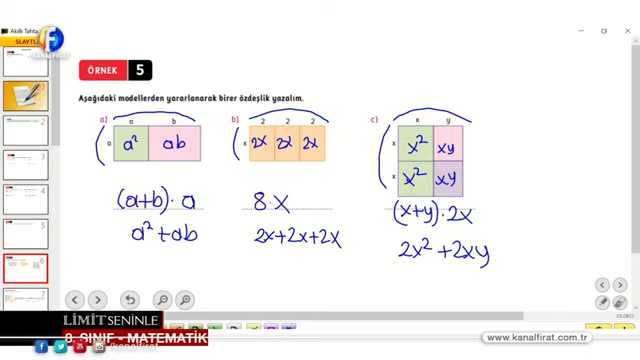 Akıllı Tahta
KANALFIRAT
ÖRNEK 5
Aşağıdaki modellerden yararlanarak birer özdeşlik yazalım.
a) b) c)
a b 2 2 2 x y
a a² ab x 2x 2x 2x x x² xy
x x² xy
(a+b)·a 8·x (x+y)·2x
a²+ab 2x+2x+2x 2x²+2xy
LİMİT SENİNLE
8. SINIF - MATEMATİK
kanalfirat www.kanalfirat.com.tr